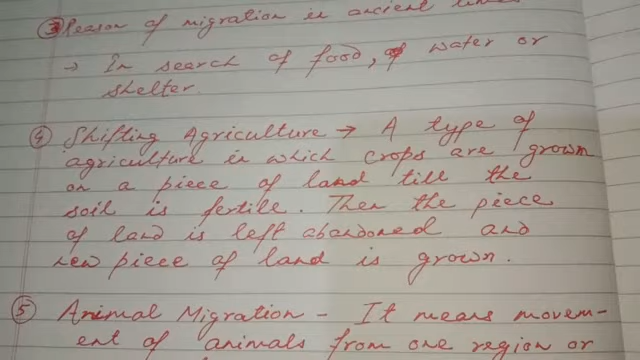 ③ Reason of migration in ancient times
→ In search of food, of water or
shelter.
④ Shifting Agriculture → A type of
agriculture in which crops are grown
on a piece of land till the
soil is fertile. Then the piece
of land is left abandoned and
new piece of land is grown.
⑤ Animal Migration - It means movem-
ent of animals from one region or